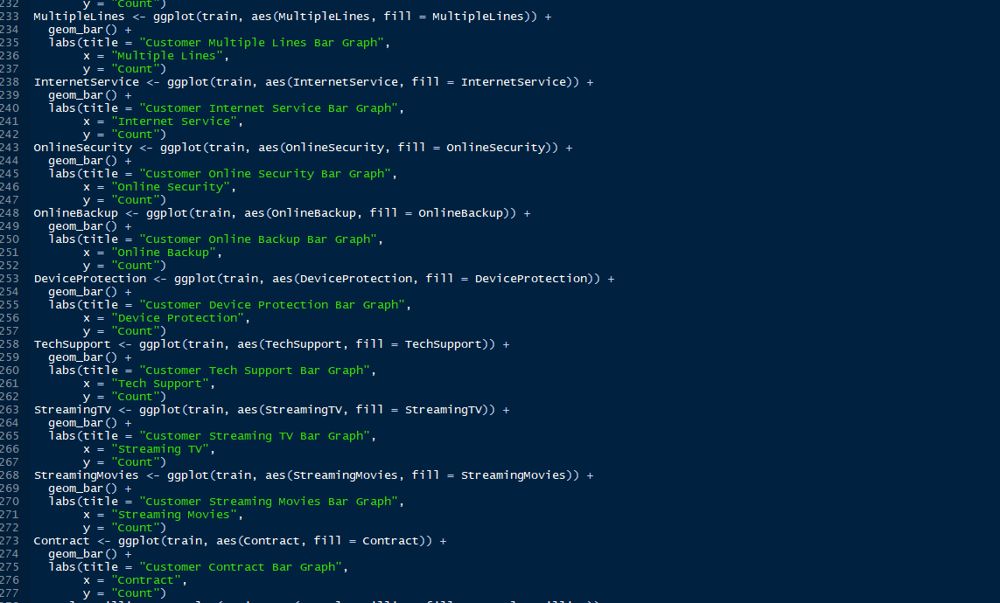 232 y = "Count")
233 MultipleLines <- ggplot(train, aes(MultipleLines, fill = MultipleLines)) +
234 geom_bar() +
235 labs(title = "Customer Multiple Lines Bar Graph",
236 x = "Multiple Lines",
237 y = "Count")
238 InternetService <- ggplot(train, aes(InternetService, fill = InternetService)) +
239 geom_bar() +
240 labs(title = "Customer Internet Service Bar Graph",
241 x = "Internet Service",
242 y = "Count")
243 OnlineSecurity <- ggplot(train, aes(OnlineSecurity, fill = OnlineSecurity)) +
244 geom_bar() +
245 labs(title = "Customer Online Security Bar Graph",
246 x = "Online Security",
247 y = "Count")
248 OnlineBackup <- ggplot(train, aes(OnlineBackup, fill = OnlineBackup)) +
249 geom_bar() +
250 labs(title = "Customer Online Backup Bar Graph",
251 x = "Online Backup",
252 y = "Count")
253 DeviceProtection <- ggplot(train, aes(DeviceProtection, fill = DeviceProtection)) +
254 geom_bar() +
255 labs(title = "Customer Device Protection Bar Graph",
256 x = "Device Protection",
257 y = "Count")
258 TechSupport <- ggplot(train, aes(TechSupport, fill = TechSupport)) +
259 geom_bar() +
260 labs(title = "Customer Tech Support Bar Graph",
261 x = "Tech Support",
262 y = "Count")
263 StreamingTV <- ggplot(train, aes(StreamingTV, fill = StreamingTV)) +
264 geom_bar() +
265 labs(title = "Customer Streaming TV Bar Graph",
266 x = "Streaming TV",
267 y = "Count")
268 StreamingMovies <- ggplot(train, aes(StreamingMovies, fill = StreamingMovies)) +
269 geom_bar() +
270 labs(title = "Customer Streaming Movies Bar Graph",
271 x = "Streaming Movies",
272 y = "Count")
273 Contract <- ggplot(train, aes(Contract, fill = Contract)) +
274 geom_bar() +
275 labs(title = "Customer Contract Bar Graph",
276 x = "Contract",
277 y = "Count")